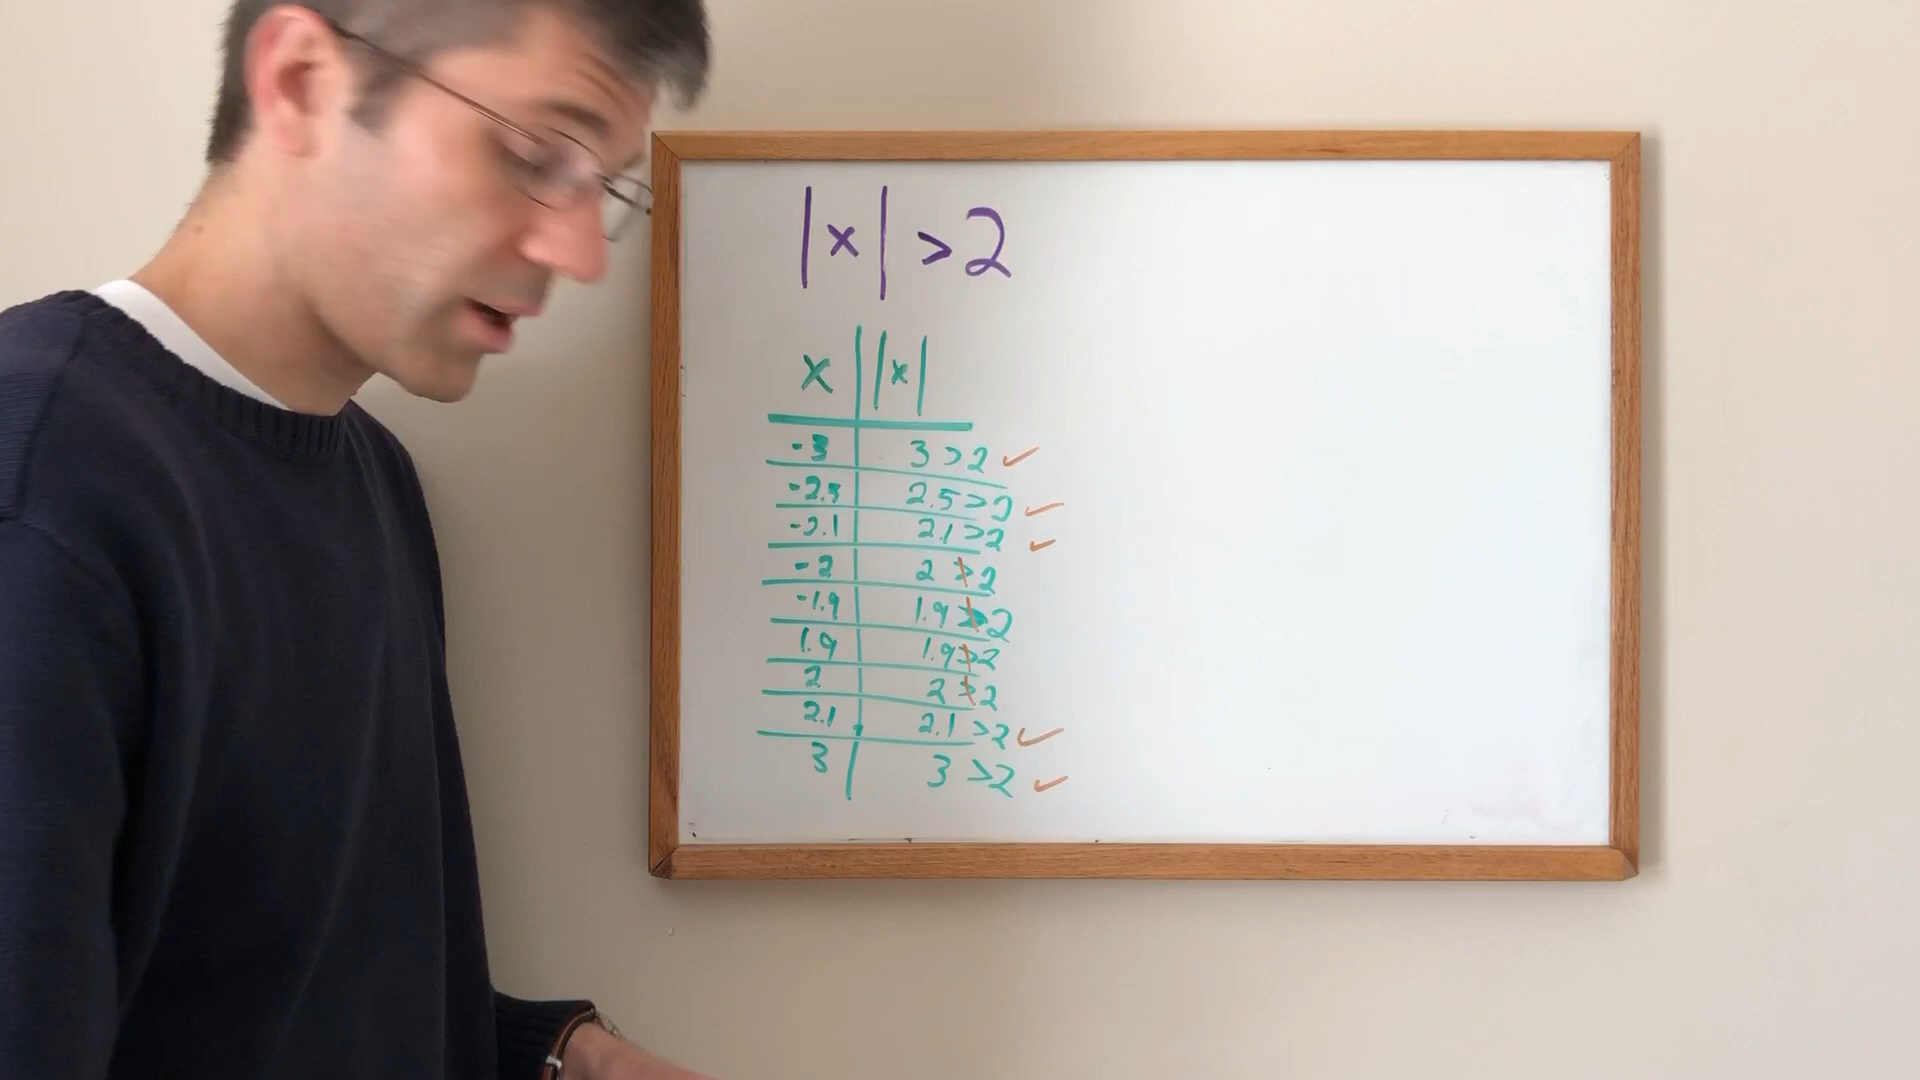 |x| > 2
x |x|
-3 3 > 2 ✓
-2.5 2.5 > 2 ✓
-2.1 2.1 > 2 ✓
-2 2 ≯ 2
-1.9 1.9 ≯ 2
1.9 1.9 ≯ 2
2 2 ≯ 2
2.1 2.1 > 2 ✓
3 3 > 2 ✓